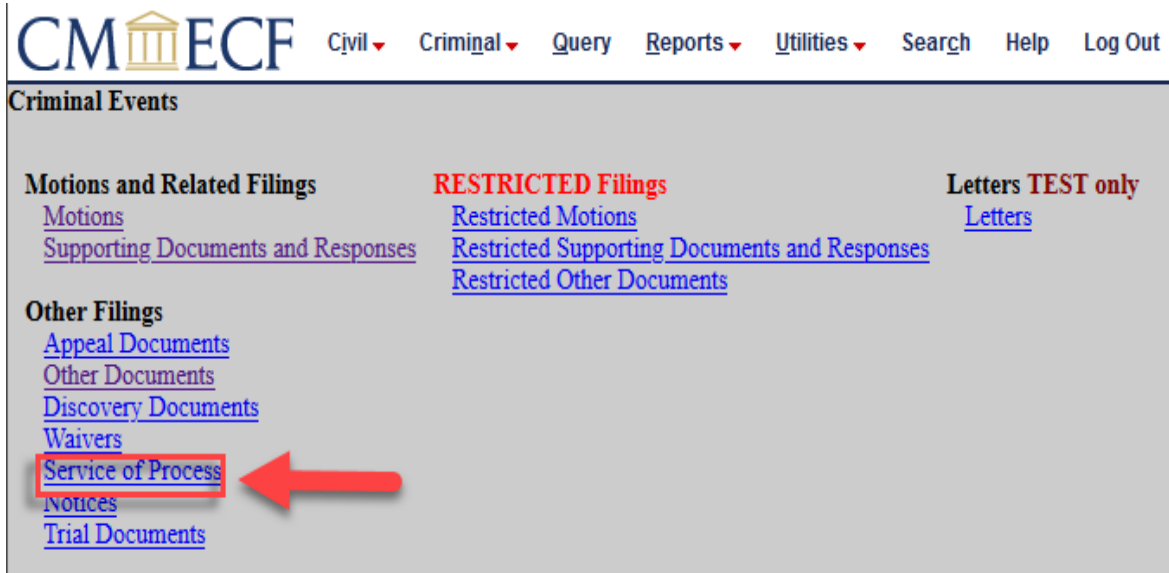 CM ECF Civil Criminal Query Reports Utilities Search Help Log Out
Criminal Events
Motions and Related Filings
Motions
Supporting Documents and Responses
RESTRICTED Filings
Restricted Motions
Restricted Supporting Documents and Responses
Restricted Other Documents
Letters TEST only
Letters
Other Filings
Appeal Documents
Other Documents
Discovery Documents
Waivers
Service of Process
Notices
Trial Documents